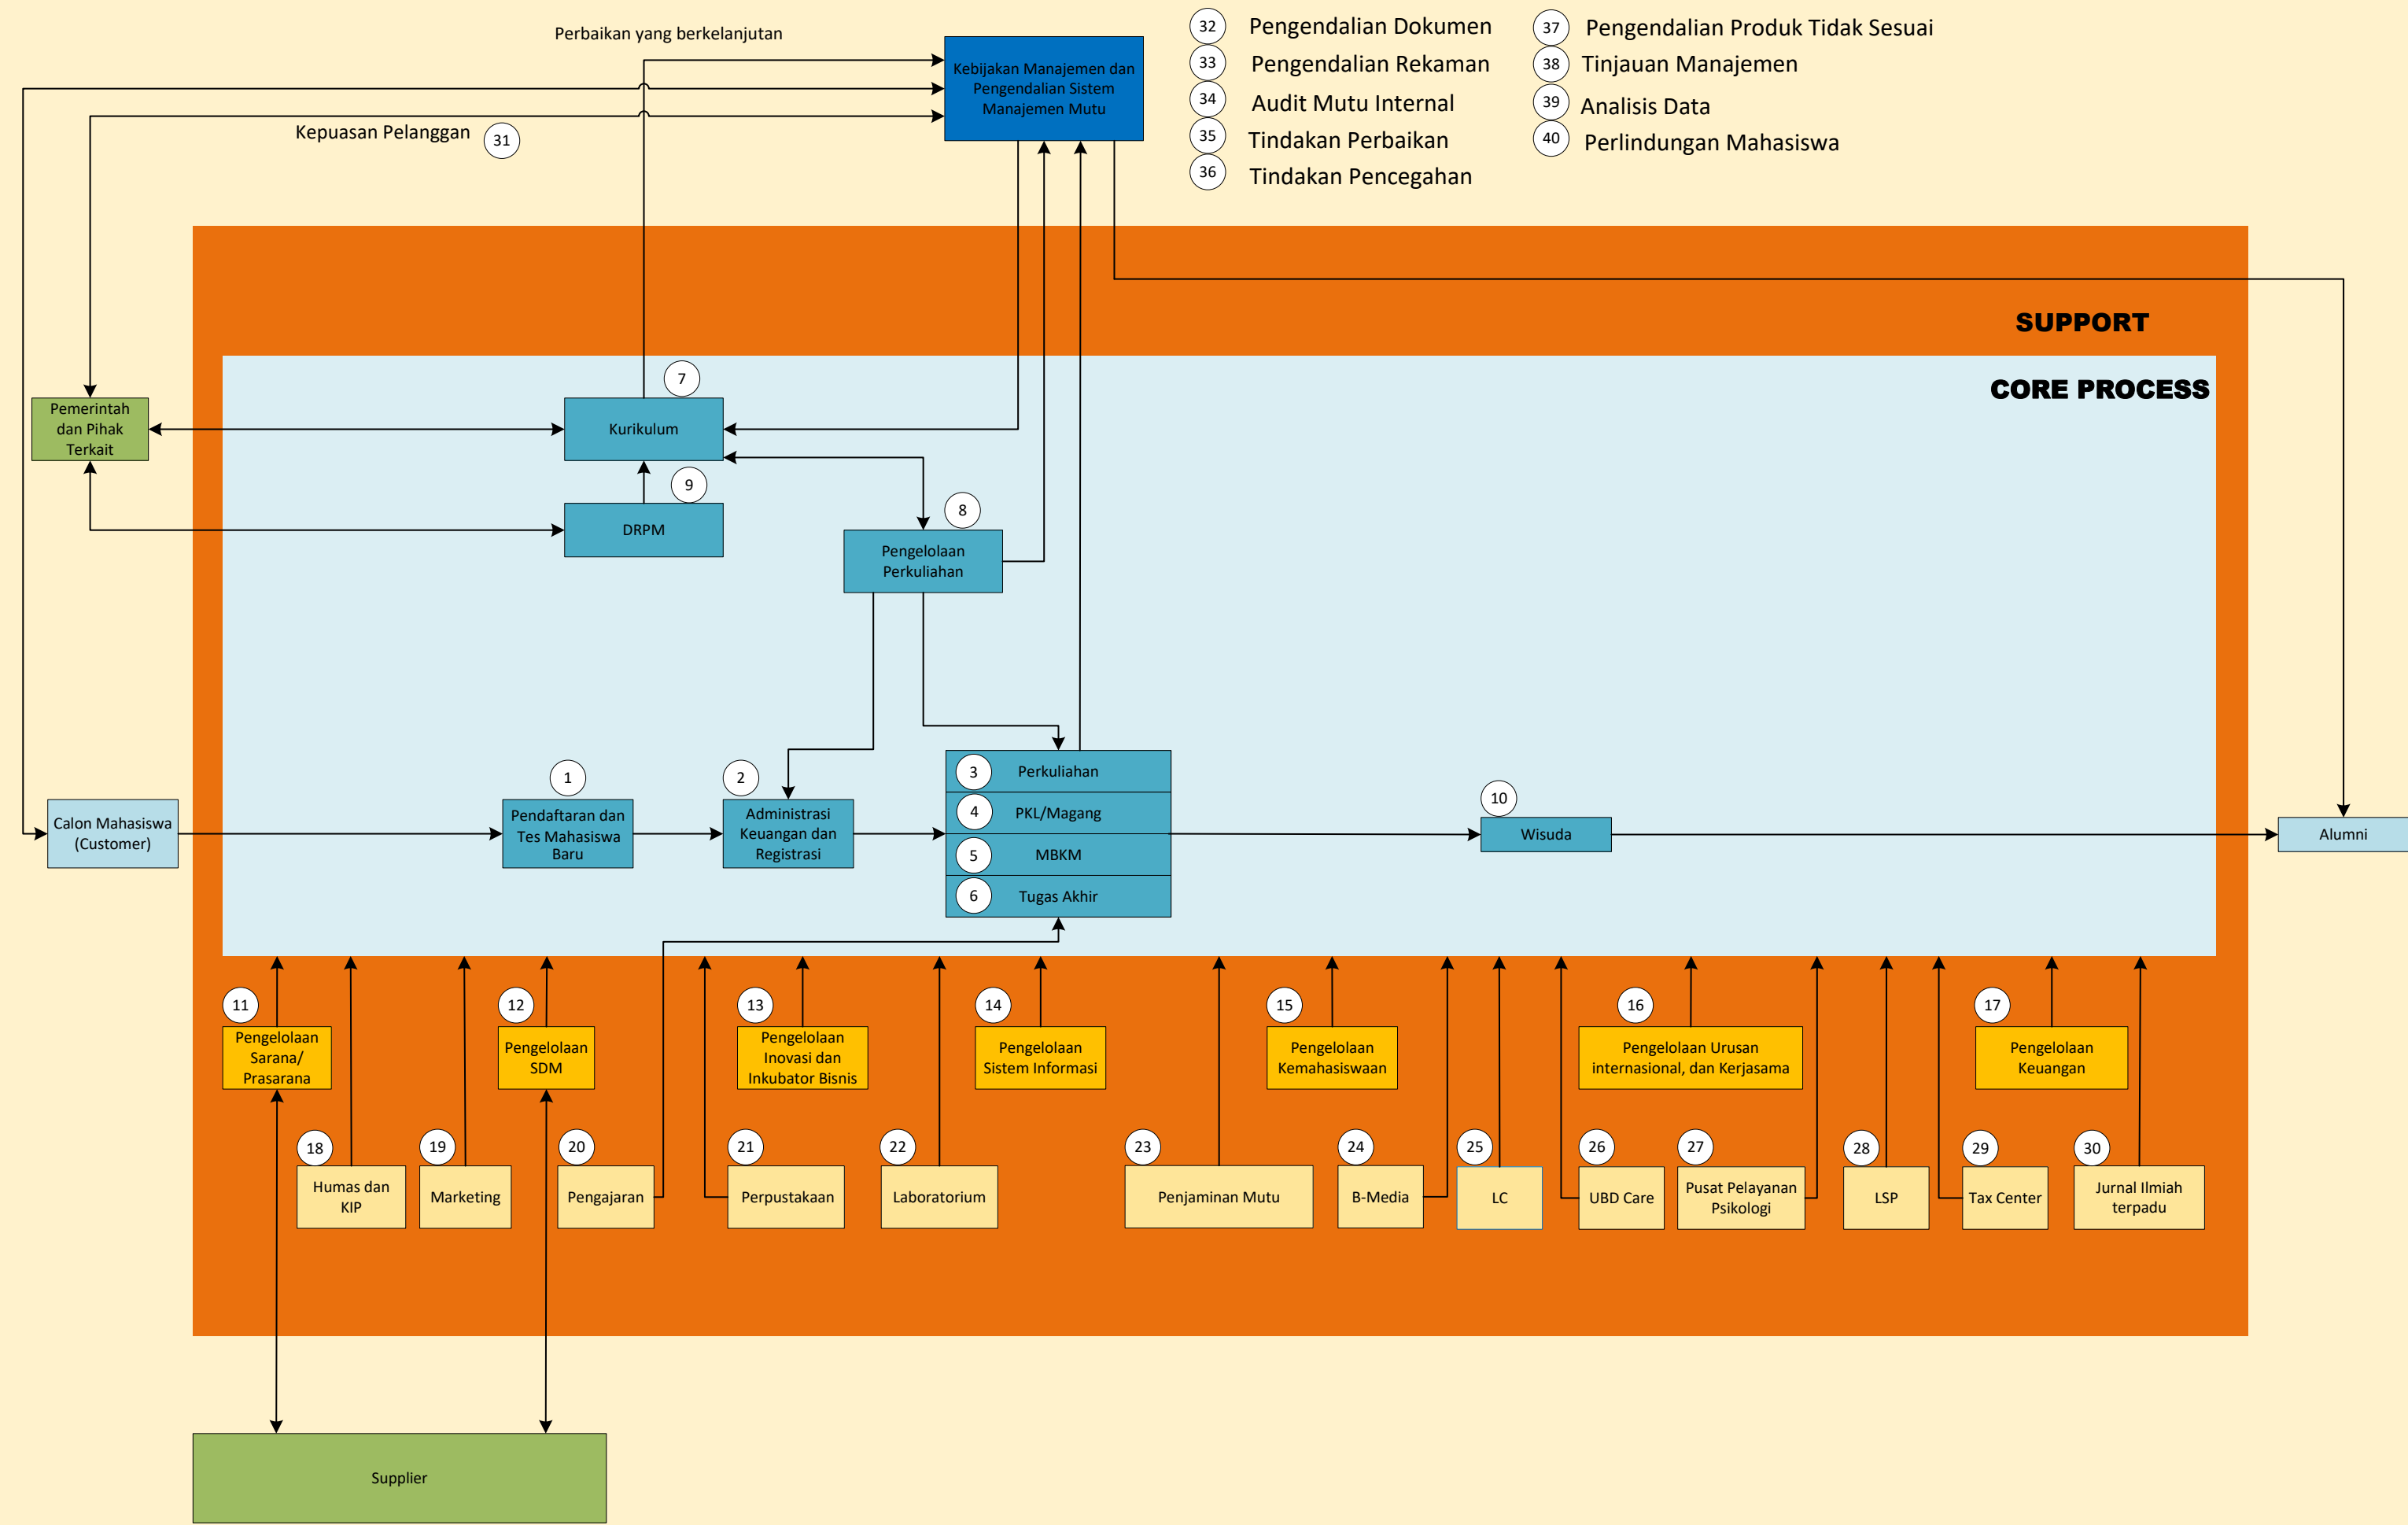 Perbaikan yang berkelanjutan
Kebijakan Manajemen dan
Pengendalian Sistem
Manajemen Mutu
Kepuasan Pelanggan
31
32 Pengendalian Dokumen
33 Pengendalian Rekaman
34 Audit Mutu Internal
35 Tindakan Perbaikan
36 Tindakan Pencegahan
37 Pengendalian Produk Tidak Sesuai
38 Tinjauan Manajemen
39 Analisis Data
40 Perlindungan Mahasiswa
SUPPORT
CORE PROCESS
Pemerintah
dan Pihak
Terkait
7
Kurikulum
9
DRPM
8
Pengelolaan
Perkuliahan
Calon Mahasiswa
(Customer)
1
Pendaftaran dan
Tes Mahasiswa
Baru
2
Administrasi
Keuangan dan
Registrasi
3 Perkuliahan
4 PKL/Magang
5 MBKM
6 Tugas Akhir
10
Wisuda
Alumni
11
Pengelolaan
Sarana/
Prasarana
12
Pengelolaan
SDM
13
Pengelolaan
Inovasi dan
Inkubator Bisnis
14
Pengelolaan
Sistem Informasi
15
Pengelolaan
Kemahasiswaan
16
Pengelolaan Urusan
internasional, dan Kerjasama
17
Pengelolaan
Keuangan
18
Humas dan
KIP
19
Marketing
20
Pengajaran
21
Perpustakaan
22
Laboratorium
23
Penjaminan Mutu
24
B-Media
25
LC
26
UBD Care
27
Pusat Pelayanan
Psikologi
28
LSP
29
Tax Center
30
Jurnal Ilmiah
terpadu
Supplier